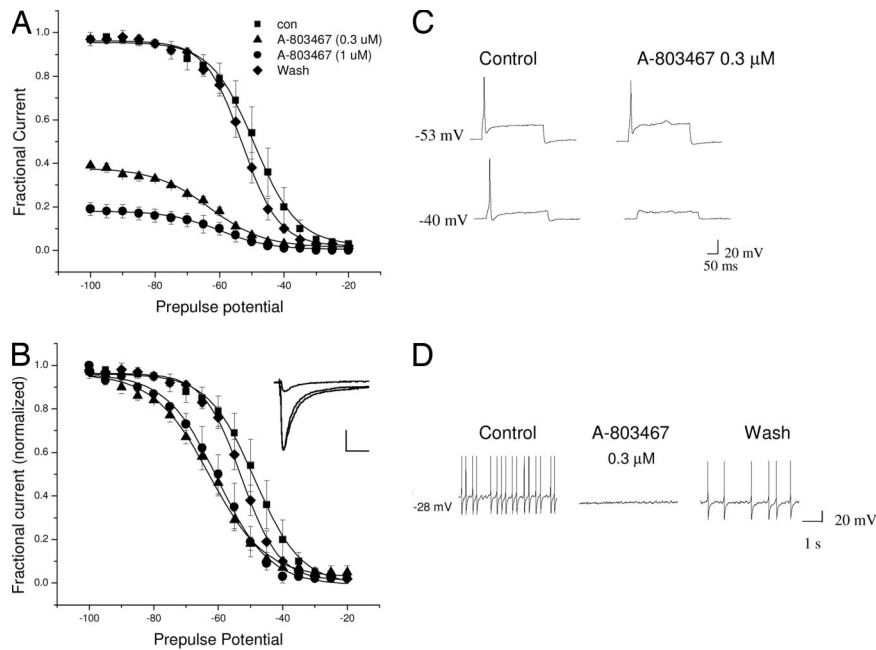 A
con
A-803467 (0.3 uM)
A-803467 (1 uM)
Wash
Fractional Current
1.0
0.8
0.6
0.4
0.2
0.0
-100
-80
-60
-40
-20
Prepulse potential
B
Fractional current (normalized)
1.0
0.8
0.6
0.4
0.2
0.0
-100
-80
-60
-40
-20
Prepulse Potential
C
Control
A-803467 0.3 μM
-53 mV
-40 mV
20 mV
50 ms
D
Control
A-803467
0.3 μM
Wash
-28 mV
20 mV
1 s